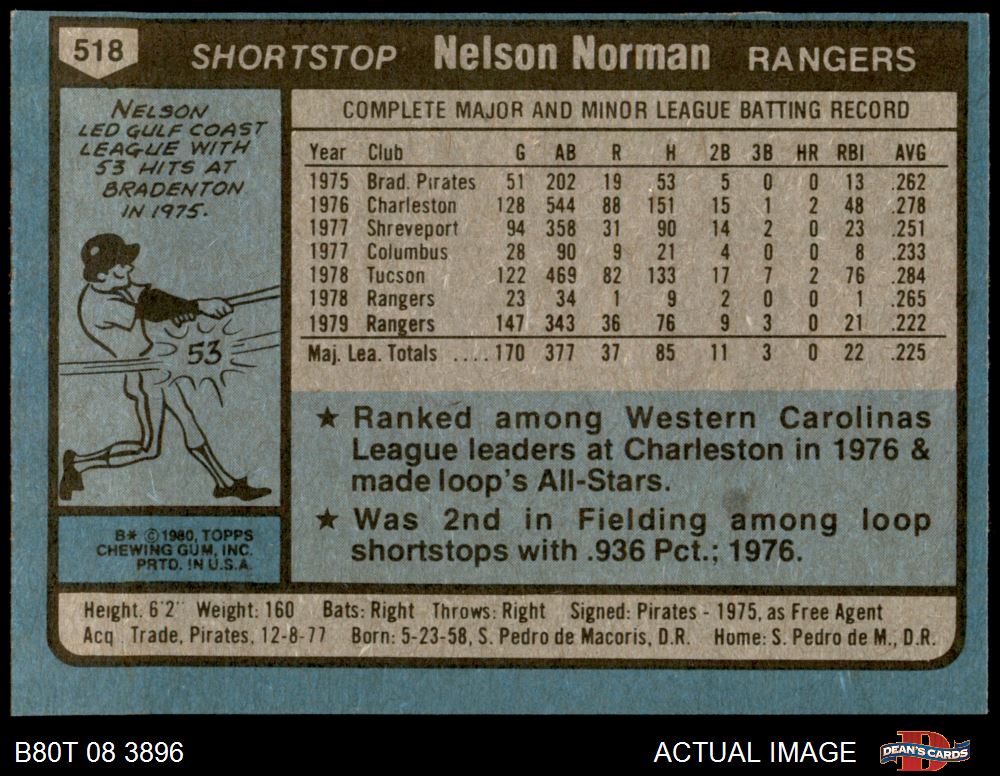 518 SHORTSTOP Nelson Norman RANGERS
NELSON
LED GULF COAST
LEAGUE WITH
53 HITS AT
BRADENTON
IN 1975.
53
B* © 1980, TOPPS
CHEWING GUM, INC.
PRTD. IN U.S.A.
COMPLETE MAJOR AND MINOR LEAGUE BATTING RECORD
Year Club G AB R H 2B 3B HR RBI AVG
1975 Brad. Pirates 51 202 19 53 5 0 0 13 .262
1976 Charleston 128 544 88 151 15 1 2 48 .278
1977 Shreveport 94 358 31 90 14 2 0 23 .251
1977 Columbus 28 90 9 21 4 0 0 8 .233
1978 Tucson 122 469 82 133 17 7 2 76 .284
1978 Rangers 23 34 1 9 2 0 0 1 .265
1979 Rangers 147 343 36 76 9 3 0 21 .222
Maj. Lea. Totals .... 170 377 37 85 11 3 0 22 .225
★ Ranked among Western Carolinas
League leaders at Charleston in 1976 &
made loop's All-Stars.
★ Was 2nd in Fielding among loop
shortstops with .936 Pct.; 1976.
Height. 6'2" Weight: 160 Bats: Right Throws: Right Signed: Pirates - 1975, as Free Agent
Acq Trade, Pirates, 12-8-77 Born: 5-23-58, S. Pedro de Macoris, D.R. Home: S. Pedro de M., D.R.
B80T 08 3896 ACTUAL IMAGE DEAN'S CARDS